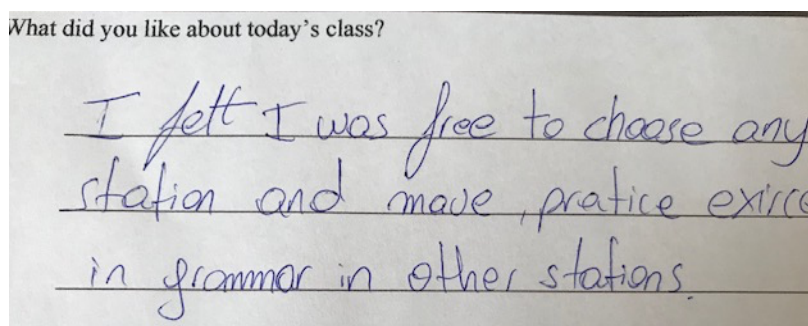 What did you like about today's class?
I felt I was free to choose any
station and move, pratice exirce
in grammar in other stations.